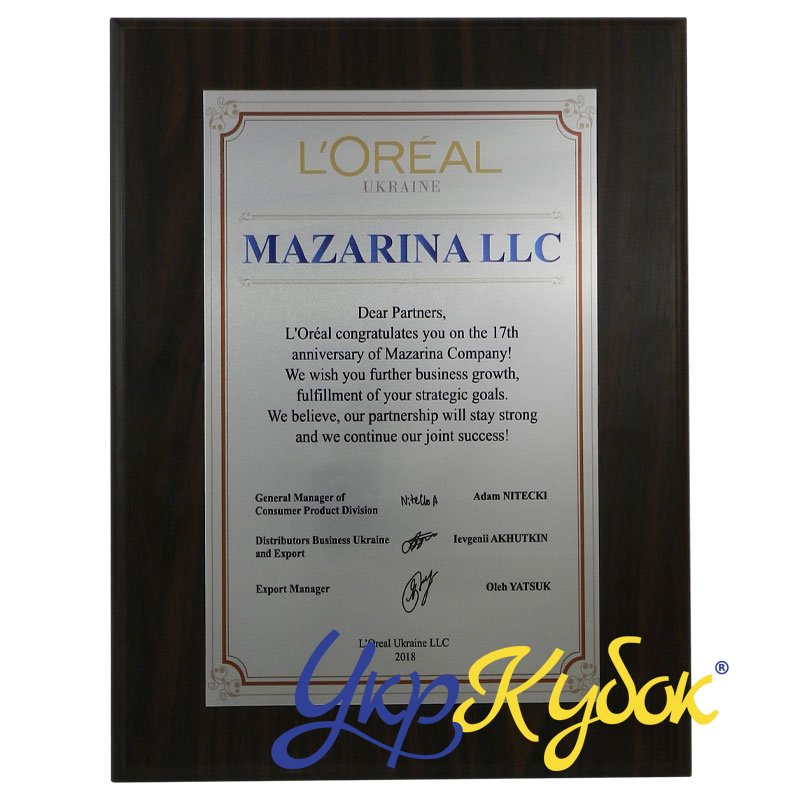 L'ORÉAL
UKRAINE
MAZARINA LLC
Dear Partners,
L'Oréal congratulates you on the 17th
anniversary of Mazarina Company!
We wish you further business growth,
fulfillment of your strategic goals.
We believe, our partnership will stay strong
and we continue our joint success!
General Manager of
Consumer Product Division
Adam NITECKI
Distributors Business Ukraine
and Export
Ievgenii AKHUTKIN
Export Manager
Oleh YATSUK
L'Oreal Ukraine LLC
2018
УкрКубок®